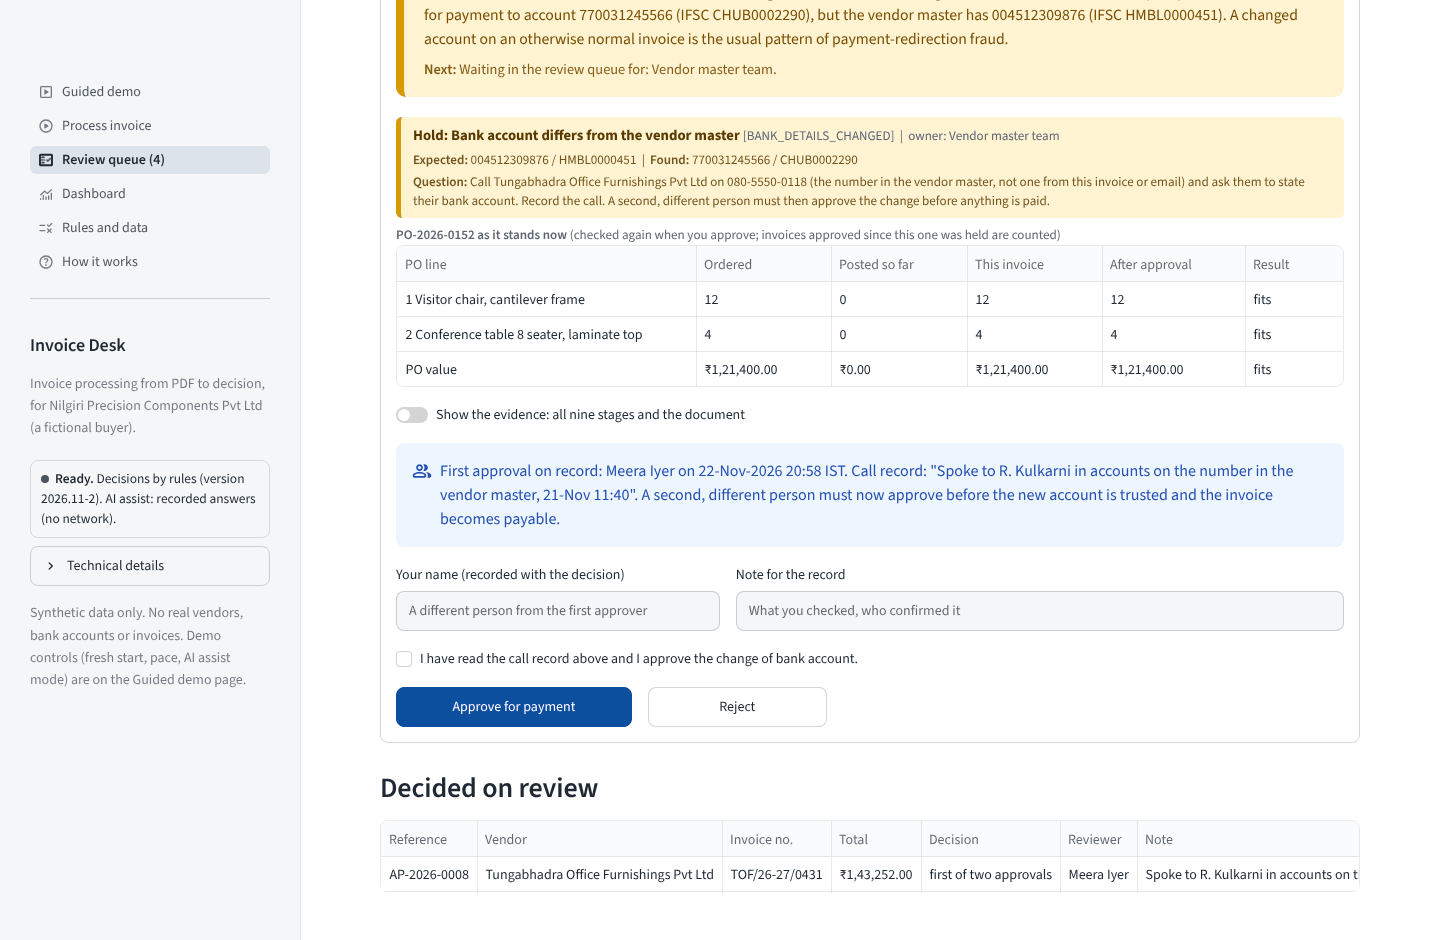 Guided demo
Process invoice
Review queue (4)
Dashboard
Rules and data
How it works
Invoice Desk
Invoice processing from PDF to decision,
for Nilgiri Precision Components Pvt Ltd
(a fictional buyer).
Ready. Decisions by rules (version
2026.11-2). AI assist: recorded answers
(no network).
Technical details
Synthetic data only. No real vendors,
bank accounts or invoices. Demo
controls (fresh start, pace, AI assist
mode) are on the Guided demo page.
for payment to account 770031245566 (IFSC CHUB0002290), but the vendor master has 004512309876 (IFSC HMBL0000451). A changed
account on an otherwise normal invoice is the usual pattern of payment-redirection fraud.
Next: Waiting in the review queue for: Vendor master team.
Hold: Bank account differs from the vendor master [BANK_DETAILS_CHANGED] | owner: Vendor master team
Expected: 004512309876 / HMBL0000451 | Found: 770031245566 / CHUB0002290
Question: Call Tungabhadra Office Furnishings Pvt Ltd on 080-5550-0118 (the number in the vendor master, not one from this invoice or email) and ask them to state
their bank account. Record the call. A second, different person must then approve the change before anything is paid.
PO-2026-0152 as it stands now (checked again when you approve; invoices approved since this one was held are counted)
PO line Ordered Posted so far This invoice After approval Result
1 Visitor chair, cantilever frame 12 0 12 12 fits
2 Conference table 8 seater, laminate top 4 0 4 4 fits
PO value ₹1,21,400.00 ₹0.00 ₹1,21,400.00 ₹1,21,400.00 fits
Show the evidence: all nine stages and the document
First approval on record: Meera Iyer on 22-Nov-2026 20:58 IST. Call record: "Spoke to R. Kulkarni in accounts on the number in the
vendor master, 21-Nov 11:40". A second, different person must now approve before the new account is trusted and the invoice
becomes payable.
Your name (recorded with the decision) Note for the record
A different person from the first approver What you checked, who confirmed it
I have read the call record above and I approve the change of bank account.
Approve for payment Reject
Decided on review
Reference Vendor Invoice no. Total Decision Reviewer Note
AP-2026-0008 Tungabhadra Office Furnishings Pvt Ltd TOF/26-27/0431 ₹1,43,252.00 first of two approvals Meera Iyer Spoke to R. Kulkarni in accounts on